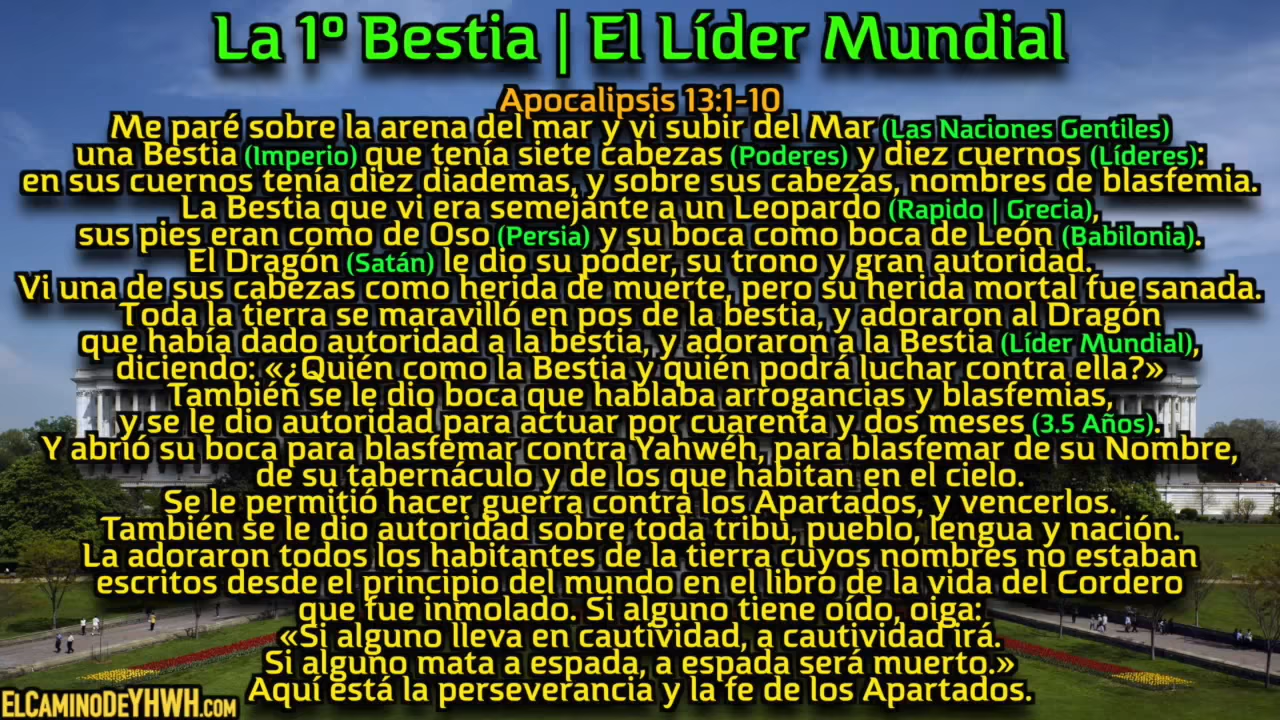 La 1º Bestia | El Líder Mundial
Apocalipsis 13:1-10
Me paré sobre la arena del mar y vi subir del Mar (Las Naciones Gentiles)
una Bestia (Imperio) que tenía siete cabezas (Poderes) y diez cuernos (Líderes):
en sus cuernos tenía diez diademas, y sobre sus cabezas, nombres de blasfemia.
La Bestia que vi era semejante a un Leopardo (Rapido | Grecia),
sus pies eran como de Oso (Persia) y su boca como boca de León (Babilonia).
El Dragón (Satán) le dio su poder, su trono y gran autoridad.
Vi una de sus cabezas como herida de muerte, pero su herida mortal fue sanada.
Toda la tierra se maravilló en pos de la bestia, y adoraron al Dragón
que había dado autoridad a la bestia, y adoraron a la Bestia (Líder Mundial),
diciendo: «¿Quién como la Bestia y quién podrá luchar contra ella?»
También se le dio boca que hablaba arrogancias y blasfemias,
y se le dio autoridad para actuar por cuarenta y dos meses (3.5 Años).
Y abrió su boca para blasfemar contra Yahwéh, para blasfemar de su Nombre,
de su tabernáculo y de los que habitan en el cielo.
Se le permitió hacer guerra contra los Apartados, y vencerlos.
También se le dio autoridad sobre toda tribu, pueblo, lengua y nación.
La adoraron todos los habitantes de la tierra cuyos nombres no estaban
escritos desde el principio del mundo en el libro de la vida del Cordero
que fue inmolado. Si alguno tiene oído, oiga:
«Si alguno lleva en cautividad, a cautividad irá.
Si alguno mata a espada, a espada será muerto.»
Aquí está la perseverancia y la fe de los Apartados.
ELCAMINODEYHWH.COM